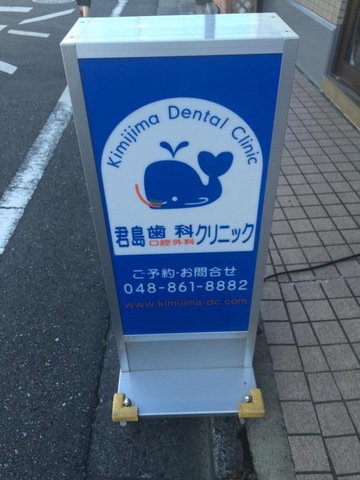 Kimijima Dental Clinic
君島歯科クリニック
口腔外科
ご予約・お問合せ
048-861-8882
www.kimijima-dc.com